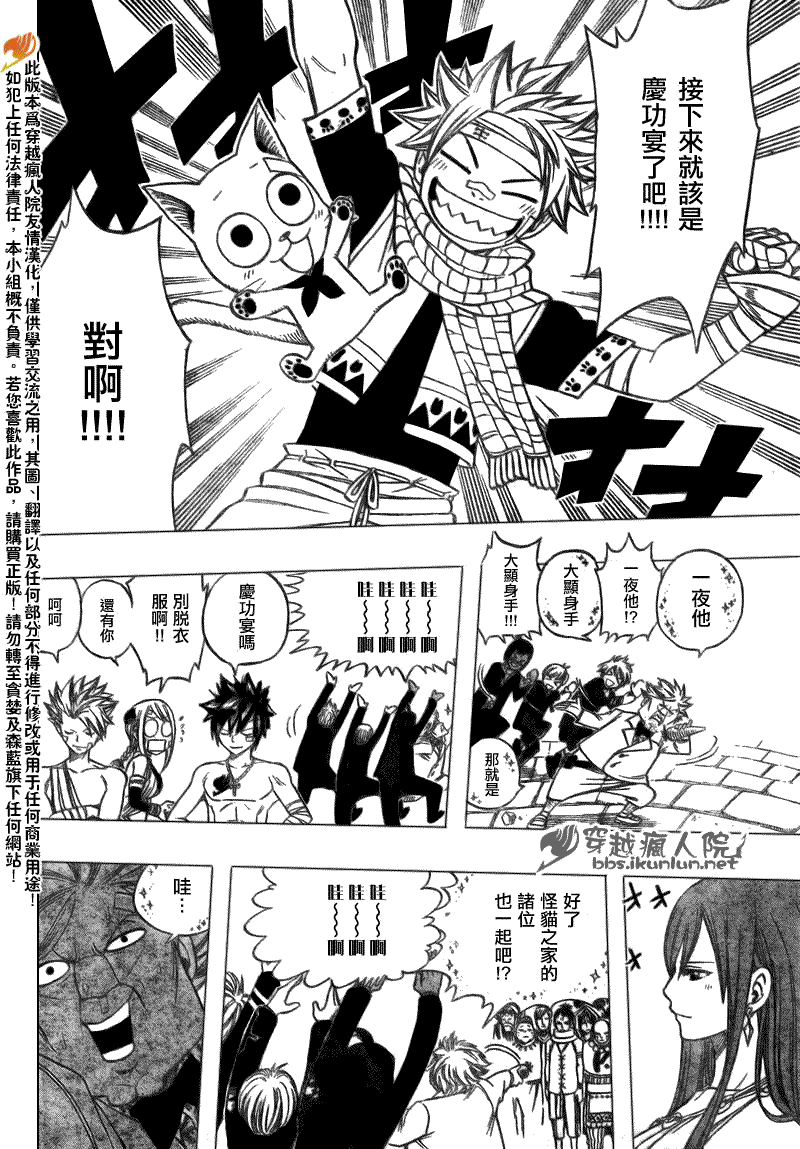 接下來就該是
慶功宴了吧!!!!
對啊
!!!!
一夜他
一夜他!?
大顯身手
大顯身手!!!
那就是
哇～～啊
哇～～啊
哇～～啊
哇～～啊
慶功宴嗎
別脫衣
服啊!!
還有你
呵呵
好了
怪貓之家的
諸位
也一起吧!?
哇～～啊
哇～～啊
哇～～啊
哇…
穿越瘋人院
bbs.ikunlun.net
此版本爲穿越瘋人院友情漢化，僅供學習交流之用，其圖、翻譯以及任何部分不得進行修改或用于任何商業用途！
如犯上任何法律責任，本小組概不負責。若您喜歡此作品，請購買正版！請勿轉至貪婪及森藍旗下任何網站！